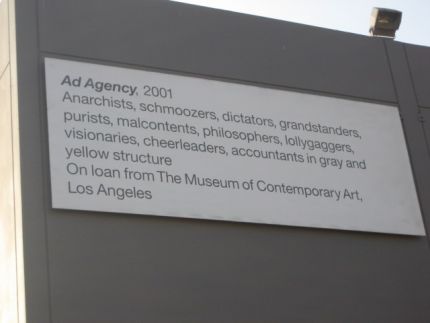 Ad Agency, 2001
Anarchists, schmoozers, dictators, grandstanders,
purists, malcontents, philosophers, lollygaggers,
visionaries, cheerleaders, accountants in gray and
yellow structure
On loan from The Museum of Contemporary Art,
Los Angeles